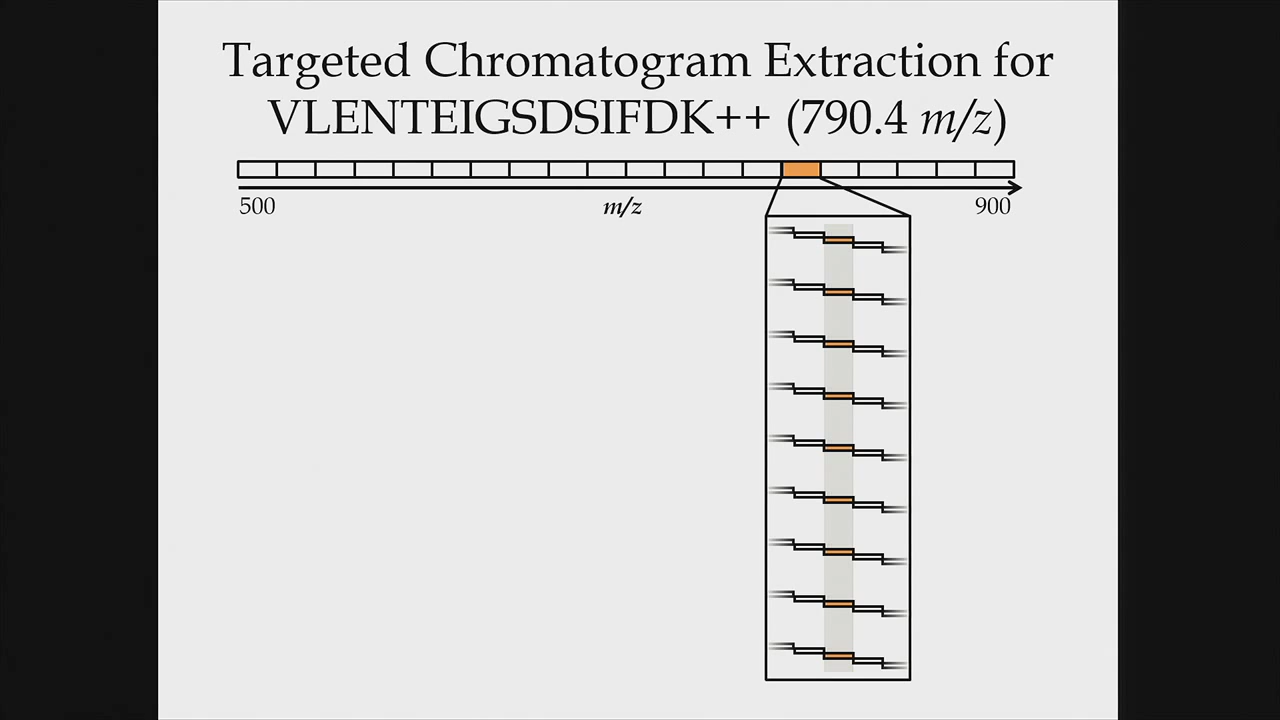 Targeted Chromatogram Extraction for
VLENTEIGSDSIFDK++ (790.4 m/z)
500 m/z 900